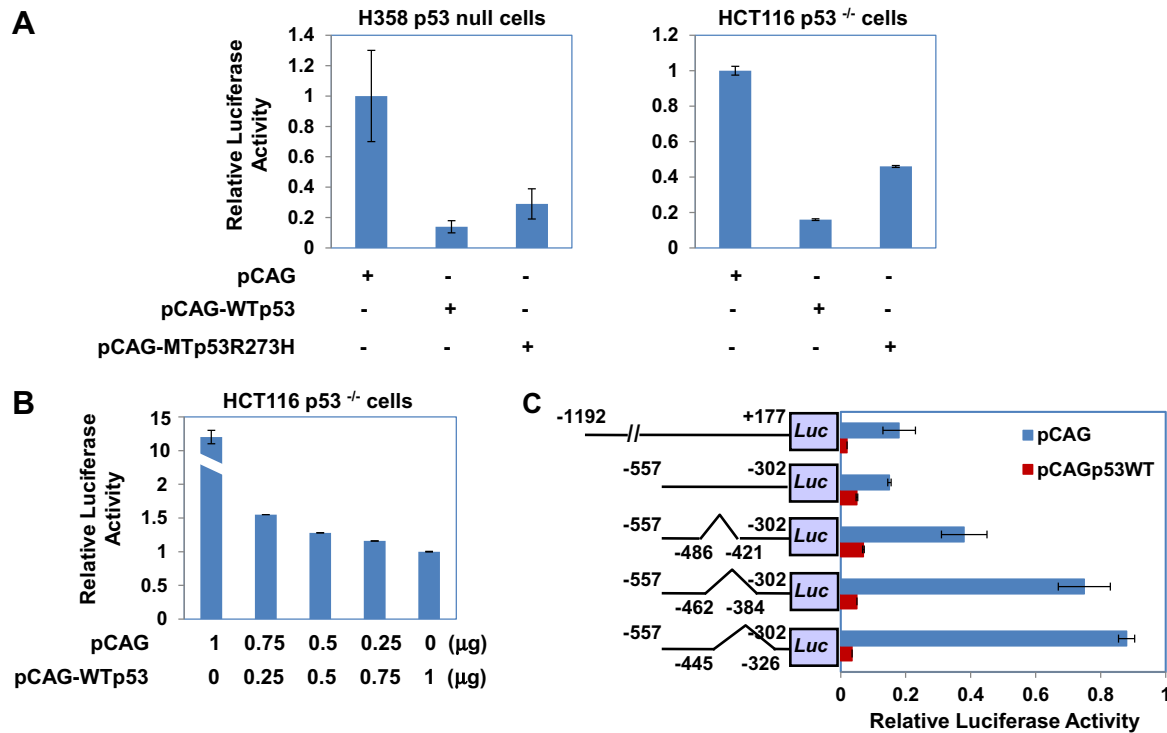 A
H358 p53 null cells
HCT116 p53 -/- cells
Relative Luciferase
Activity
1.4
1.2
1
0.8
0.6
0.4
0.2
0
1.2
1
0.8
0.6
0.4
0.2
0
pCAG + - - + - -
pCAG-WTp53 - + - - + -
pCAG-MTp53R273H - - + - - +
B
HCT116 p53 -/- cells
Relative Luciferase
Activity
15
10
2
1.5
1
0.5
0
pCAG 1 0.75 0.5 0.25 0 (µg)
pCAG-WTp53 0 0.25 0.5 0.75 1 (µg)
C
-1192 +177 Luc
-557 -302 Luc
-557 -302 Luc
-486 -421
-557 -302 Luc
-462 -384
-557 -302 Luc
-445 -326
pCAG
pCAGp53WT
0 0.2 0.4 0.6 0.8 1
Relative Luciferase Activity